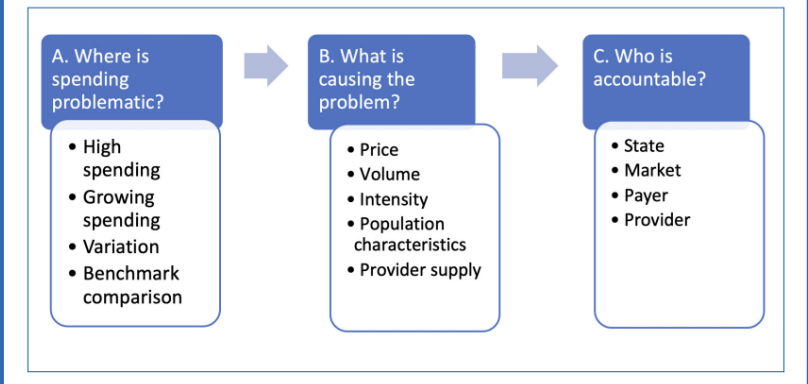 A. Where is
spending
problematic?
• High
spending
• Growing
spending
• Variation
• Benchmark
comparison
B. What is
causing the
problem?
• Price
• Volume
• Intensity
• Population
characteristics
• Provider supply
C. Who is
accountable?
• State
• Market
• Payer
• Provider